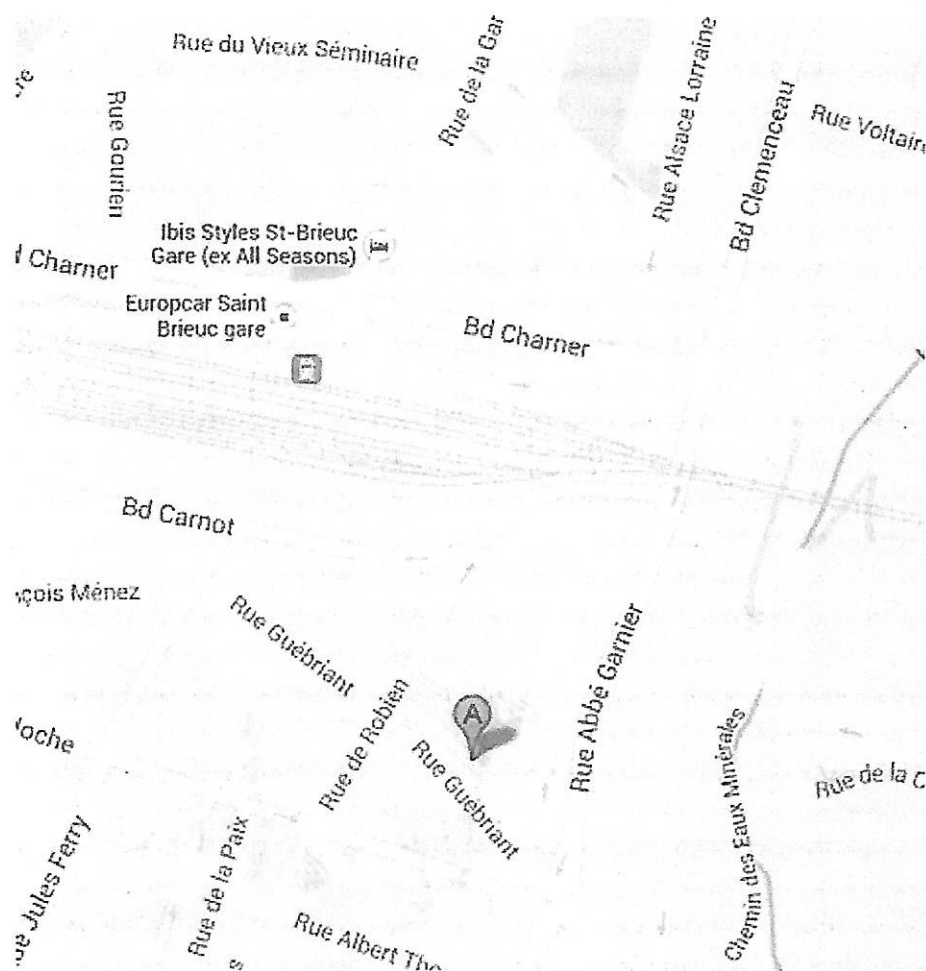 Rue du Vieux Séminaire
Rue de la Gar
Rue Alsace Lorraine
Bd Clemenceau
Rue Voltaire
Rue Gourien
Ibis Styles St-Brieuc
Gare (ex All Seasons)
d Charner
Europcar Saint
Brieuc gare
Bd Charner
Bd Carnot
çois Ménez
Rue Guébriant
Rue de Robien
A
Rue Guébriant
Rue Abbé Garnier
Chemin des Eaux Minérales
Rue de la C
oche
ue Jules Ferry
Rue de la Paix
Rue Albert Tho
s